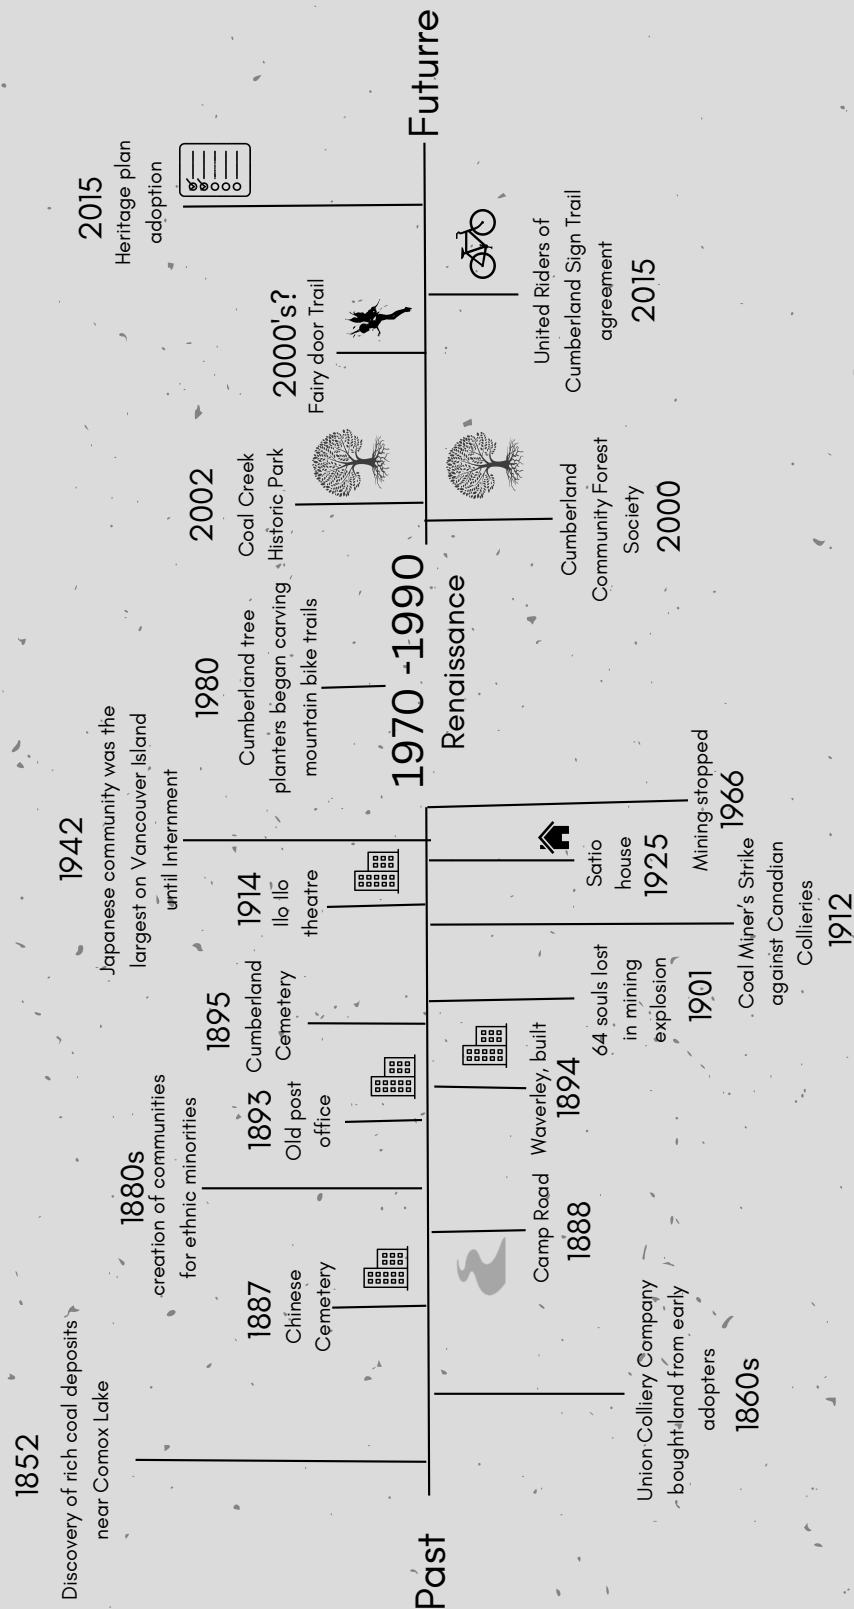 Past
1852
Discovery of rich coal deposits
near Comox Lake
Union Colliery Company
bought land from early
adopters
1860s
1887
Chinese
Cemetery
1880s
creation of communities
for ethnic minorities
Camp Road
1888
1893
Old post
office
Waverley, built
1894
1895
Cumberland
Cemetery
64 souls lost
in mining
explosion
1901
1914
Ilo Ilo
theatre
Coal Miner's Strike
against Canadian
Collieries
1912
1942
Japanese community was the
largest on Vancouver Island
until Internment
Satio
house
1925
Mining stopped
1966
1970 -1990
Renaissance
1980
Cumberland tree
planters began carving
mountain bike trails
2002
Coal Creek
Historic Park
Cumberland
Community Forest
Society
2000
2000's?
Fairy door Trail
United Riders of
Cumberland Sign Trail
agreement
2015
2015
Heritage plan
adoption
Futurre